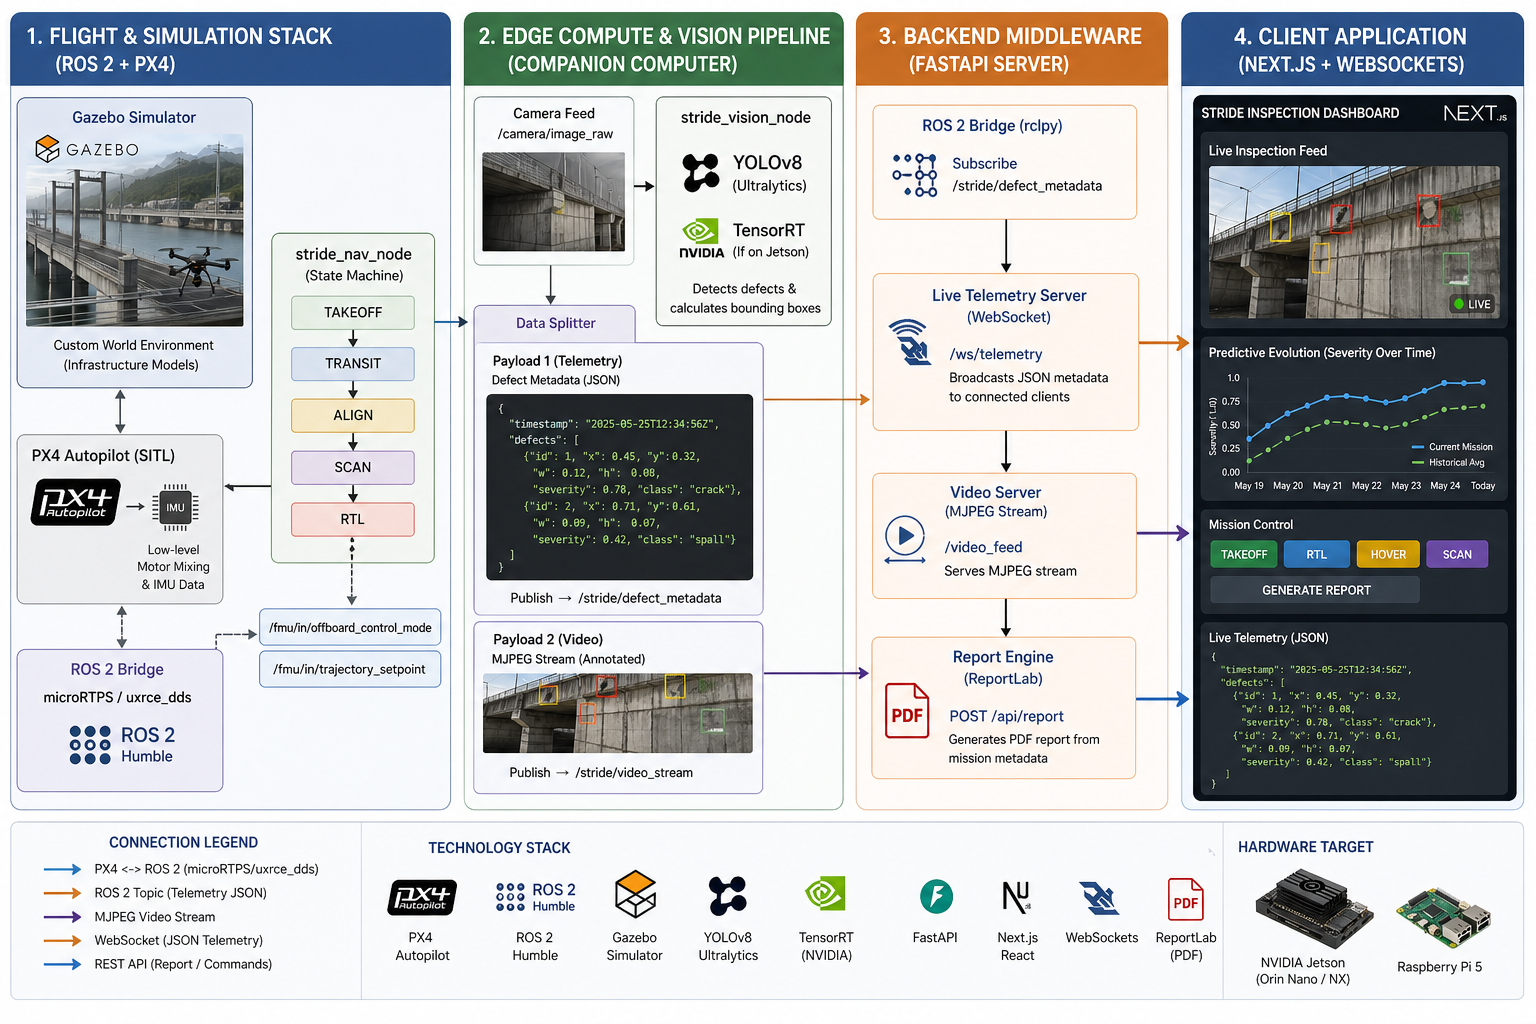 1. FLIGHT & SIMULATION STACK
(ROS 2 + PX4)
Gazebo Simulator
GAZEBO
Custom World Environment
(Infrastructure Models)
PX4 Autopilot (SITL)
PX4
Autopilot
IMU
Low-level
Motor Mixing
& IMU Data
ROS 2 Bridge
microRTPS / uxrce_dds
ROS 2
Humble
stride_nav_node
(State Machine)
TAKEOFF
TRANSIT
ALIGN
SCAN
RTL
/fmu/in/offboard_control_mode
/fmu/in/trajectory_setpoint
2. EDGE COMPUTE & VISION PIPELINE
(COMPANION COMPUTER)
Camera Feed
/camera/image_raw
stride_vision_node
YOLOv8
(Ultralytics)
NVIDIA
TensorRT
(If on Jetson)
Detects defects &
calculates bounding boxes
Data Splitter
Payload 1 (Telemetry)
Defect Metadata (JSON)
{
"timestamp": "2025-05-25T12:34:56Z",
"defects": [
{"id": 1, "x": 0.45, "y":0.32,
"w": 0.12, "h": 0.08,
"severity": 0.78, "class": "crack"},
{"id": 2, "x": 0.71, "y":0.61,
"w": 0.09, "h": 0.07,
"severity": 0.42, "class": "spall"}
]
}
Publish → /stride/defect_metadata
Payload 2 (Video)
MJPEG Stream (Annotated)
Publish → /stride/video_stream
3. BACKEND MIDDLEWARE
(FASTAPI SERVER)
ROS 2 Bridge (rclpy)
Subscribe
/stride/defect_metadata
Live Telemetry Server
(WebSocket)
/ws/telemetry
Broadcasts JSON metadata
to connected clients
Video Server
(MJPEG Stream)
/video_feed
Serves MJPEG stream
Report Engine
(ReportLab)
PDF
POST /api/report
Generates PDF report from
mission metadata
4. CLIENT APPLICATION
(NEXT.JS + WEBSOCKETS)
STRIDE INSPECTION DASHBOARD
NEXT.JS
Live Inspection Feed
LIVE
Predictive Evolution (Severity Over Time)
1.0
0.75
0.50
0.25
0.00
Current Mission
Historical Avg
May 19 May 20 May 21 May 22 May 23 May 24 Today
Mission Control
TAKEOFF
RTL
HOVER
SCAN
GENERATE REPORT
Live Telemetry (JSON)
{
"timestamp": "2025-05-25T12:34:56Z",
"defects": [
{"id": 1, "x": 0.45, "y": 0.32,
"w": 0.12, "h": 0.08,
"severity": 0.78, "class": "crack"},
{"id": 2, "x": 0.71, "y": 0.61,
"w": 0.09, "h": 0.07,
"severity": 0.42, "class": "spall"}
]
}
CONNECTION LEGEND
PX4 <-> ROS 2 (microRTPS/uxrce_dds)
ROS 2 Topic (Telemetry JSON)
MJPEG Video Stream
WebSocket (JSON Telemetry)
REST API (Report / Commands)
TECHNOLOGY STACK
PX4
Autopilot
PX4
Autopilot
ROS 2
Humble
ROS 2
Humble
Gazebo
Simulator
YOLOv8
Ultralytics
TensorRT
(NVIDIA)
FastAPI
Next.js
React
WebSockets
PDF
ReportLab
(PDF)
HARDWARE TARGET
NVIDIA Jetson
(Orin Nano / NX)
Raspberry Pi 5